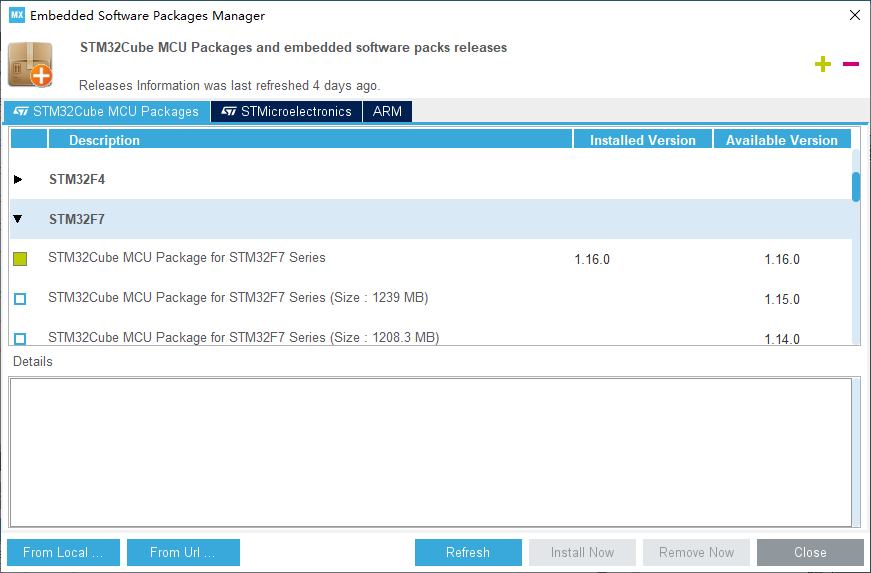 MX Embedded Software Packages Manager
STM32Cube MCU Packages and embedded software packs releases
Releases Information was last refreshed 4 days ago.
STM32Cube MCU Packages STMicroelectronics ARM
Description Installed Version Available Version
STM32F4
STM32F7
STM32Cube MCU Package for STM32F7 Series 1.16.0 1.16.0
STM32Cube MCU Package for STM32F7 Series (Size : 1239 MB) 1.15.0
STM32Cube MCU Package for STM32F7 Series (Size : 1208.3 MB) 1.14.0
Details
From Local ... From Url ... Refresh Install Now Remove Now Close